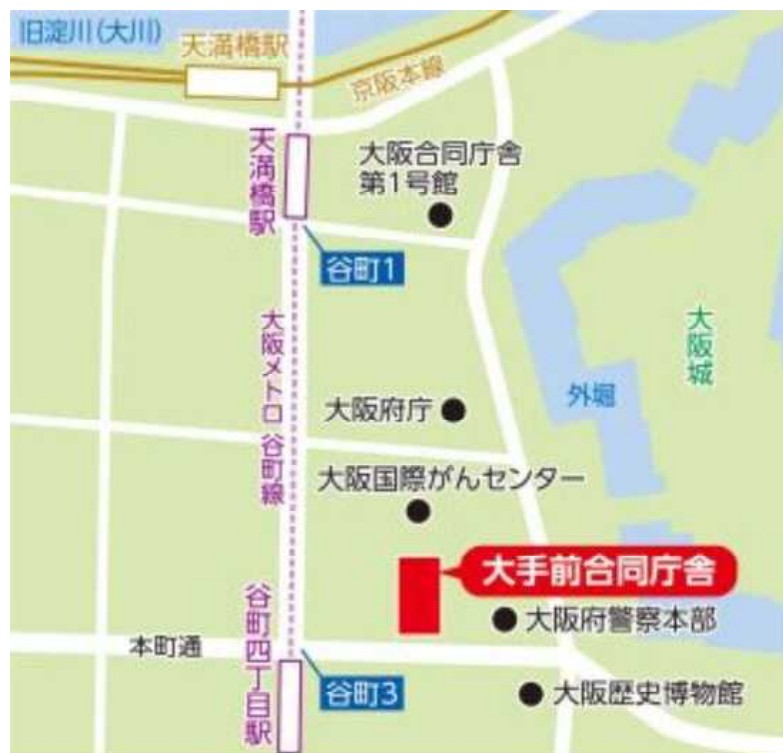 旧淀川（大川）
天満橋駅
京阪本線
天満橋駅
大阪合同庁舎
第1号館
谷町1
大阪メトロ 谷町線
大阪城
外堀
大阪府庁
大阪国際がんセンター
大手前合同庁舎
大阪府警察本部
谷町四丁目駅
本町通
谷町3
大阪歴史博物館